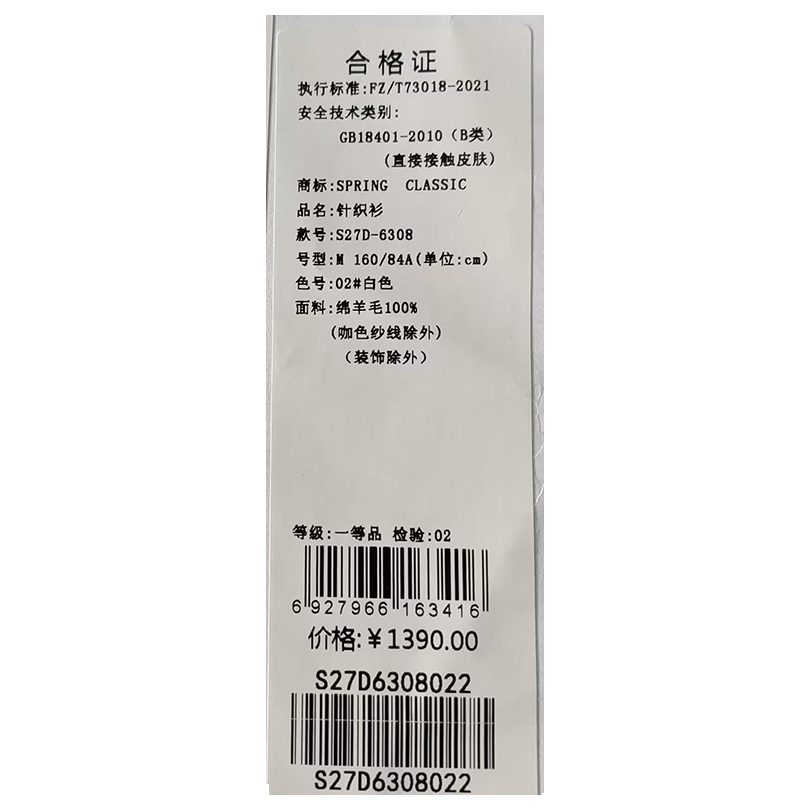 合格证
执行标准:FZ/T73018-2021
安全技术类别:
GB18401-2010（B类）
(直接接触皮肤)
商标:SPRING CLASSIC
品名:针织衫
款号:S27D-6308
号型:M 160/84A(单位:cm)
色号:02#白色
面料:绵羊毛100%
(咖色纱线除外)
（装饰除外）
等级:一等品 检验:02
6 927966 163416
价格:￥1390.00
S27D6308022
S27D6308022